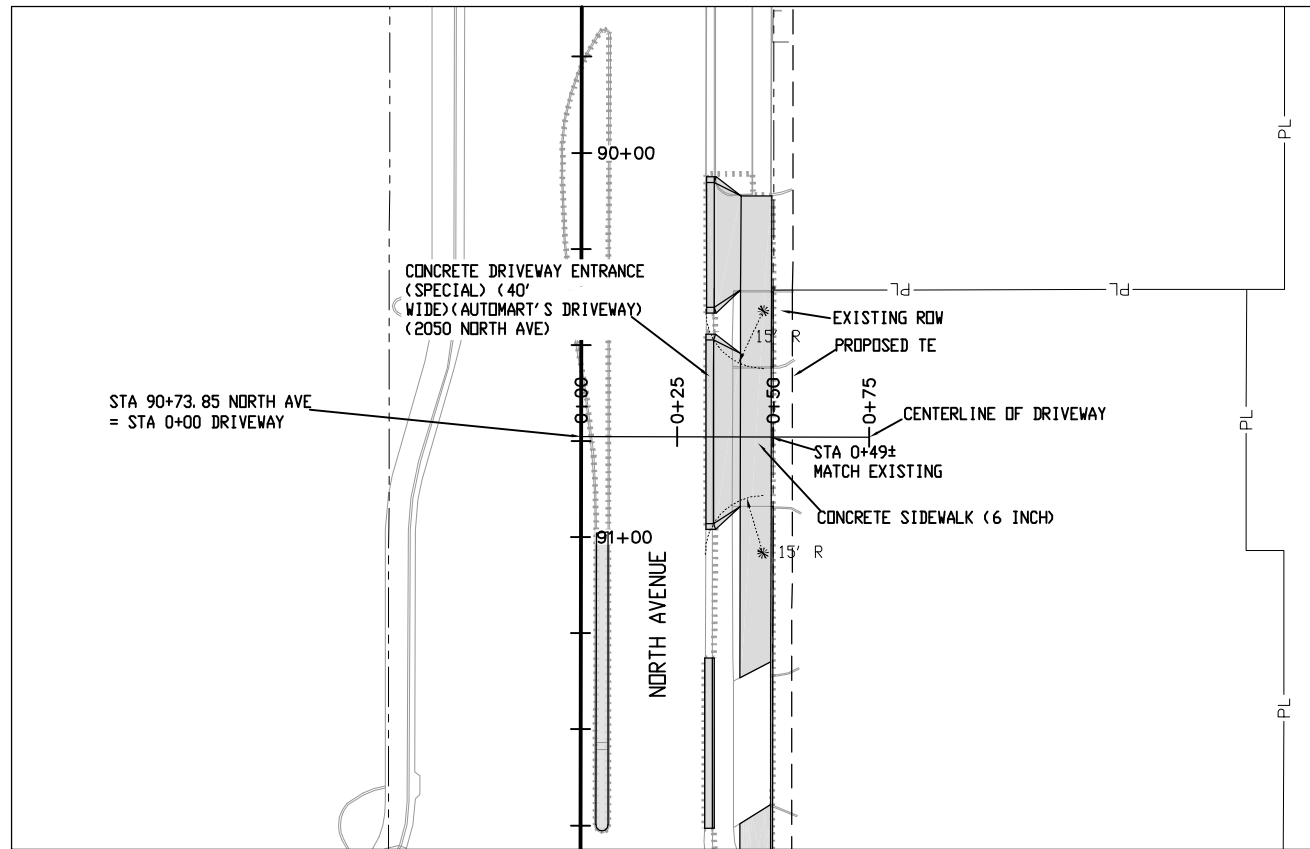 90+00
PL
CONCRETE DRIVEWAY ENTRANCE
(SPECIAL) (40'
WIDE)(AUTOMART'S DRIVEWAY)
(2050 NORTH AVE)
PL
PL
EXISTING ROW
15' R
PROPOSED TE
STA 90+73.85 NORTH AVE
= STA 0+00 DRIVEWAY
0+00
0+25
0+50
0+75
CENTERLINE OF DRIVEWAY
PL
STA 0+49±
MATCH EXISTING
CONCRETE SIDEWALK (6 INCH)
91+00
15' R
NORTH AVENUE
PL